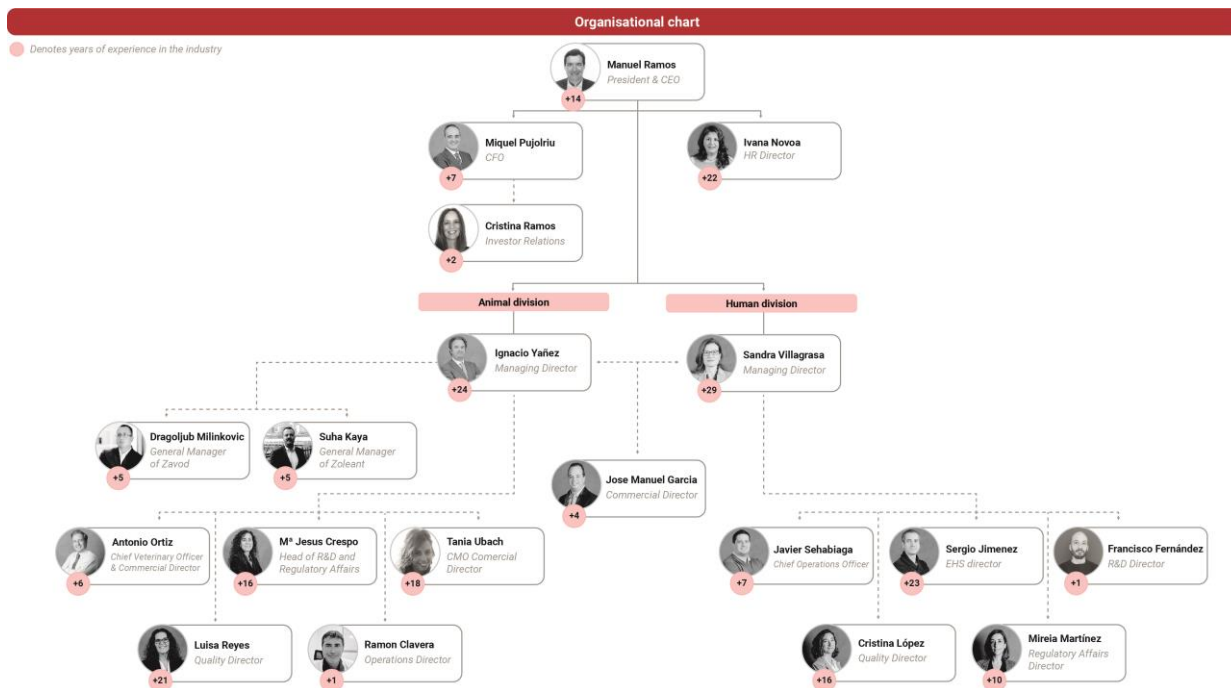 Organisational chart
Denotes years of experience in the industry
Manuel Ramos
President & CEO
+14
Miquel Pujolriu
CFO
+7
Ivana Novoa
HR Director
+22
Cristina Ramos
Investor Relations
+2
Animal division
Human division
Ignacio Yañez
Managing Director
+24
Sandra Villagrasa
Managing Director
+29
Dragoljub Milinkovic
General Manager
of Zavod
+5
Suha Kaya
General Manager
of Zoleant
+5
Jose Manuel Garcia
Commercial Director
+4
Antonio Ortiz
Chief Veterinary Officer
& Commercial Director
+6
Mª Jesus Crespo
Head of R&D and
Regulatory Affairs
+16
Tania Ubach
CMO Comercial
Director
+18
Javier Sehabiaga
Chief Operations Officer
+7
Sergio Jimenez
EHS director
+23
Francisco Fernández
R&D Director
+1
Luisa Reyes
Quality Director
+21
Ramon Clavera
Operations Director
+1
Cristina López
Quality Director
+16
Mireia Martínez
Regulatory Affairs
Director
+10